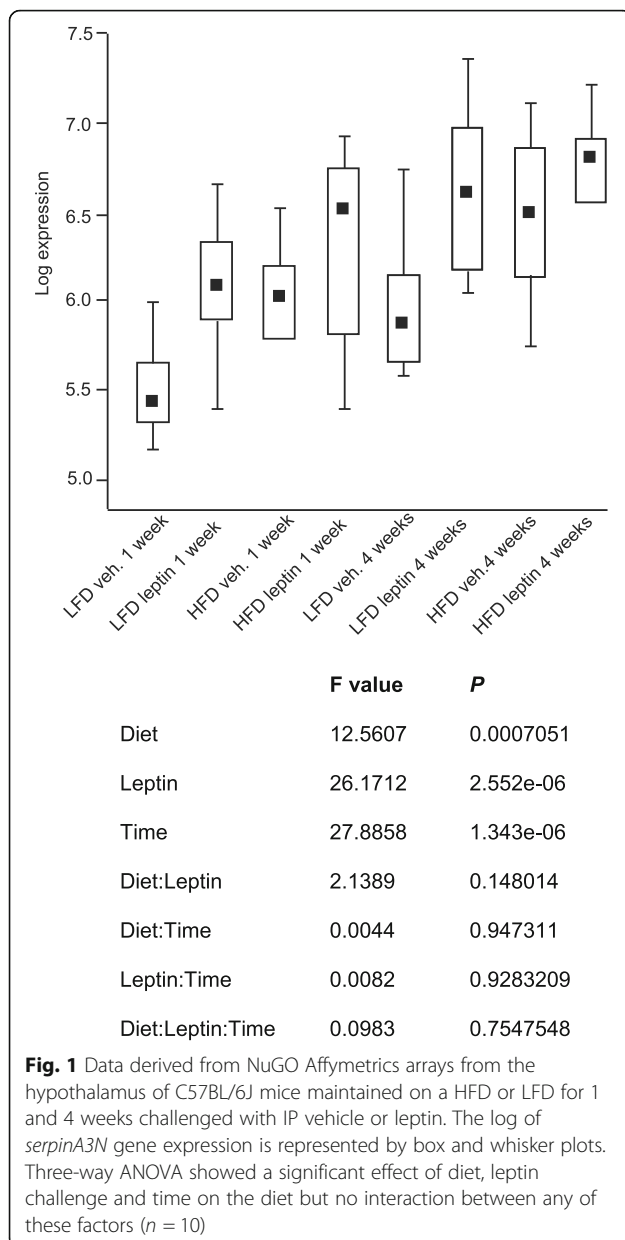 7.5
7.0
6.5
6.0
5.5
5.0
Log expression
LFD veh. 1 week
LFD leptin 1 week
HFD veh. 1 week
HFD leptin 1 week
LFD veh. 4 weeks
LFD leptin 4 weeks
HFD veh.4 weeks
HFD leptin 4 weeks
F value P
Diet 12.5607 0.0007051
Leptin 26.1712 2.552e-06
Time 27.8858 1.343e-06
Diet:Leptin 2.1389 0.148014
Diet:Time 0.0044 0.947311
Leptin:Time 0.0082 0.9283209
Diet:Leptin:Time 0.0983 0.7547548
Fig. 1 Data derived from NuGO Affymetrics arrays from the
hypothalamus of C57BL/6J mice maintained on a HFD or LFD for 1
and 4 weeks challenged with IP vehicle or leptin. The log of
serpinA3N gene expression is represented by box and whisker plots.
Three-way ANOVA showed a significant effect of diet, leptin
challenge and time on the diet but no interaction between any of
these factors (n = 10)